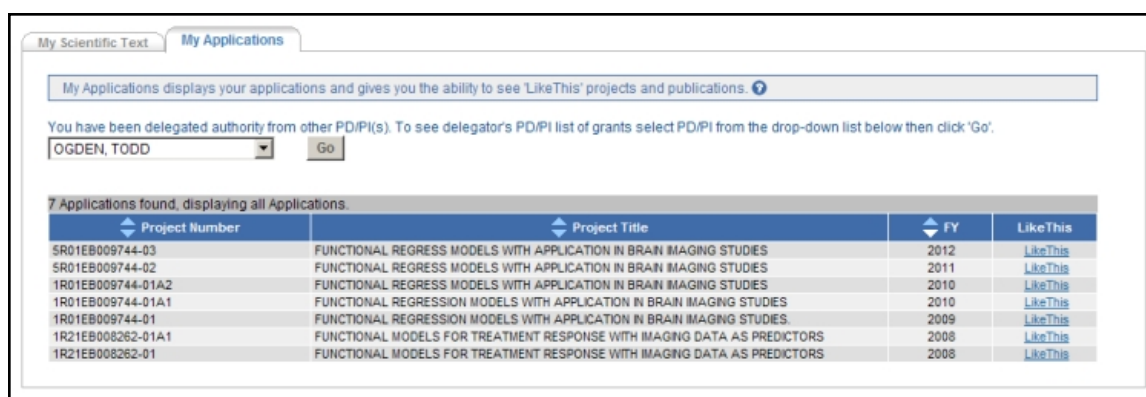 My Scientific Text My Applications
My Applications displays your applications and gives you the ability to see 'LikeThis' projects and publications. ?
You have been delegated authority from other PD/PI(s). To see delegator's PD/PI list of grants select PD/PI from the drop-down list below then click 'Go'.
OGDEN, TODD Go
7 Applications found, displaying all Applications.
Project Number Project Title FY LikeThis
5R01EB009744-03 FUNCTIONAL REGRESS MODELS WITH APPLICATION IN BRAIN IMAGING STUDIES 2012 LikeThis
5R01EB009744-02 FUNCTIONAL REGRESS MODELS WITH APPLICATION IN BRAIN IMAGING STUDIES 2011 LikeThis
1R01EB009744-01A2 FUNCTIONAL REGRESS MODELS WITH APPLICATION IN BRAIN IMAGING STUDIES 2010 LikeThis
1R01EB009744-01A1 FUNCTIONAL REGRESSION MODELS WITH APPLICATION IN BRAIN IMAGING STUDIES 2010 LikeThis
1R01EB009744-01 FUNCTIONAL REGRESSION MODELS WITH APPLICATION IN BRAIN IMAGING STUDIES. 2009 LikeThis
1R21EB008262-01A1 FUNCTIONAL MODELS FOR TREATMENT RESPONSE WITH IMAGING DATA AS PREDICTORS 2008 LikeThis
1R21EB008262-01 FUNCTIONAL MODELS FOR TREATMENT RESPONSE WITH IMAGING DATA AS PREDICTORS 2008 LikeThis